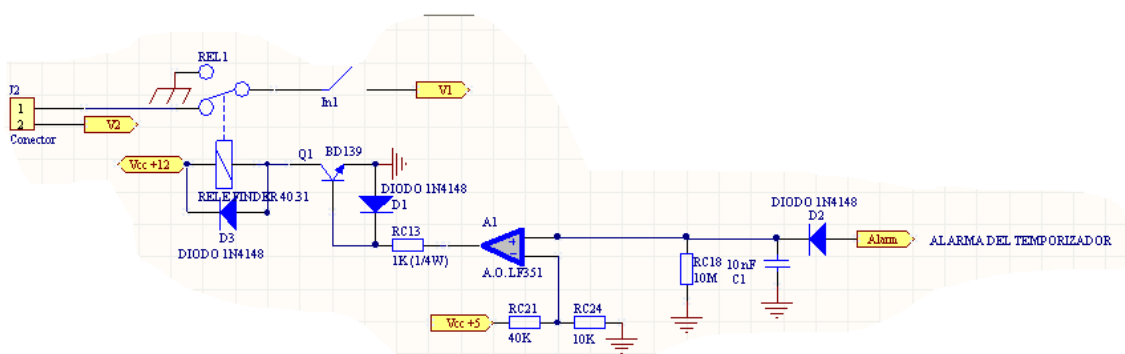 REL1
J2
1
2
Conector
V2
In1
V1
Vcc +12
Q1
BD139
RELE FINDER 40.31
D3
DIODO 1N4148
DIODO 1N4148
D1
RC13
1K (1/4W)
A1
+
−
A.O. LF351
DIODO 1N4148
D2
Alarm
ALARMA DEL TEMPORIZADOR
RC18
10M
10 nF
C1
Vcc +5
RC21
40K
RC24
10K